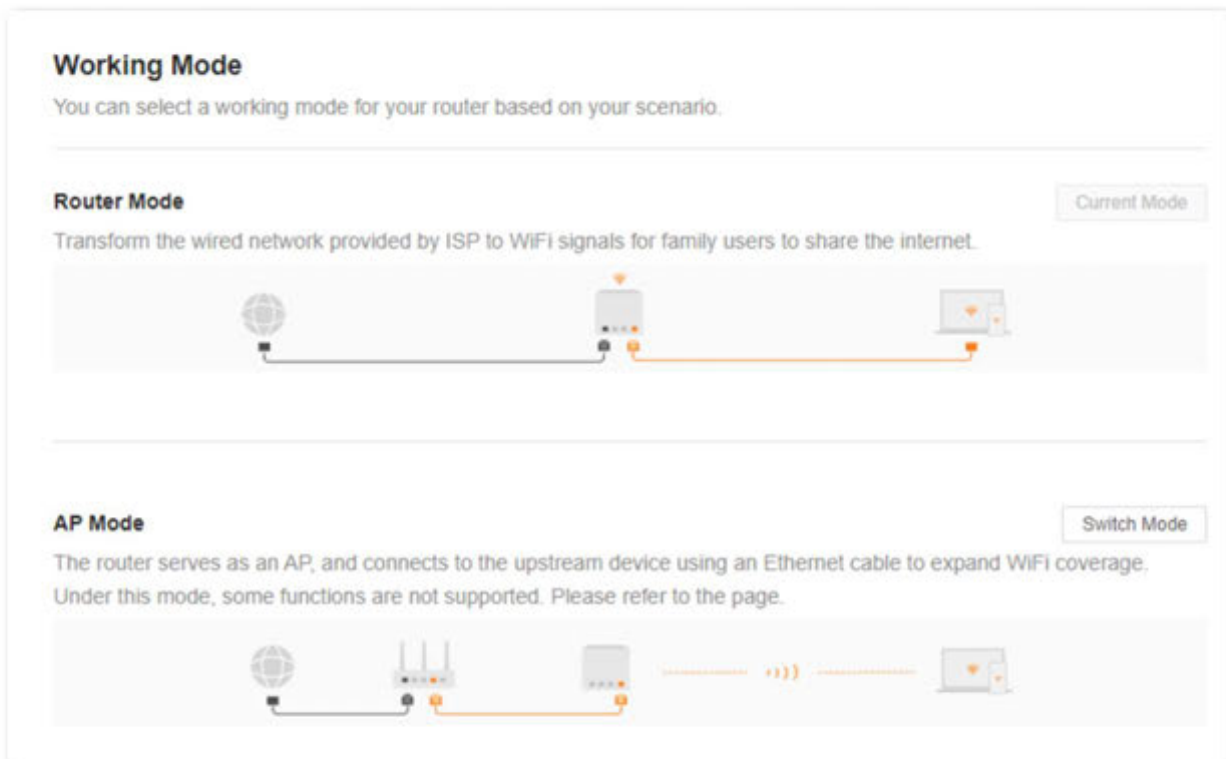 Working Mode
You can select a working mode for your router based on your scenario.
Router Mode
Current Mode
Transform the wired network provided by ISP to WiFi signals for family users to share the internet.
AP Mode
Switch Mode
The router serves as an AP, and connects to the upstream device using an Ethernet cable to expand WiFi coverage.
Under this mode, some functions are not supported. Please refer to the page.